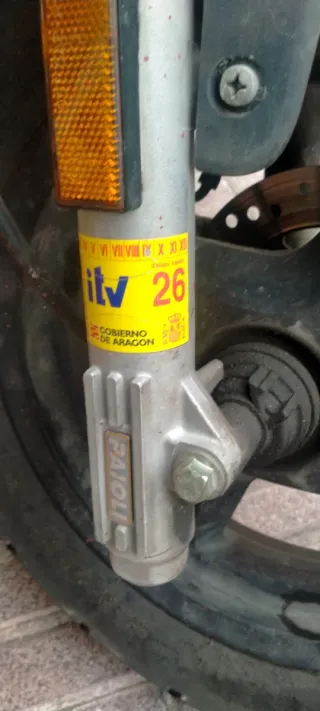 V VI VII VIII IX X XI XII
itv
26
GOBIERNO
DE ARAGON
PAIOLI